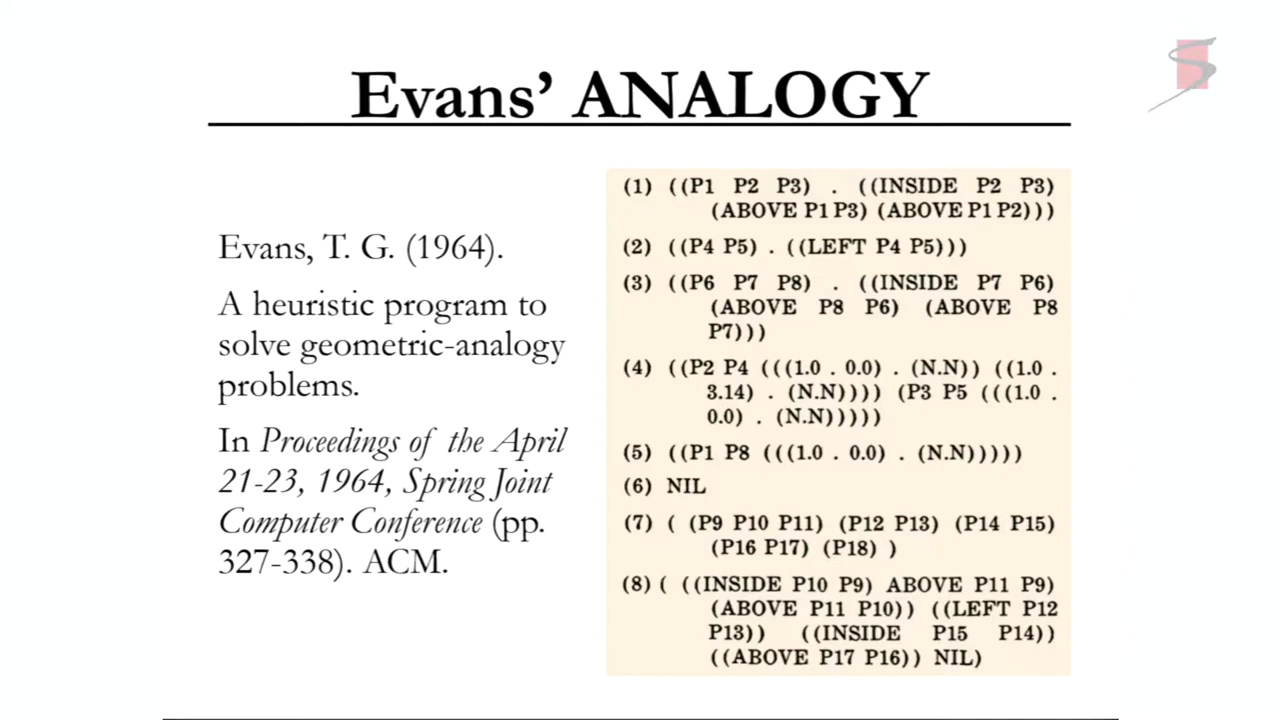 Evans’ ANALOGY
Evans, T. G. (1964).
A heuristic program to
solve geometric-analogy
problems.
In Proceedings of the April
21-23, 1964, Spring Joint
Computer Conference (pp.
327-338). ACM.
(1) ((P1 P2 P3) . ((INSIDE P2 P3)
(ABOVE P1 P3) (ABOVE P1 P2)))
(2) ((P4 P5) . ((LEFT P4 P5)))
(3) ((P6 P7 P8) . ((INSIDE P7 P6)
(ABOVE P8 P6) (ABOVE P8
P7)))
(4) ((P2 P4 (((1.0 . 0.0) . (N.N)) ((1.0 .
3.14) . (N.N)))) (P3 P5 (((1.0 .
0.0) . (N.N)))))
(5) ((P1 P8 (((1.0 . 0.0) . (N.N)))))
(6) NIL
(7) ( (P9 P10 P11) (P12 P13) (P14 P15)
(P16 P17) (P18) )
(8) ( ((INSIDE P10 P9) ABOVE P11 P9)
(ABOVE P11 P10)) ((LEFT P12
P13)) ((INSIDE P15 P14))
((ABOVE P17 P16)) NIL)